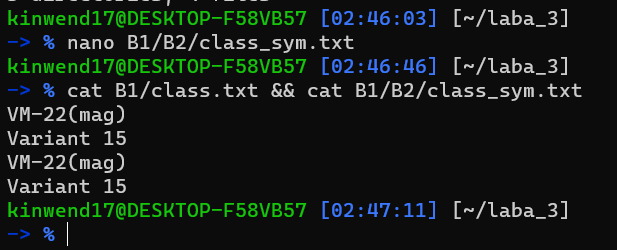 kinwend17@DESKTOP-F58VB57 [02:46:03] [~/laba_3]
-> % nano B1/B2/class_sym.txt
kinwend17@DESKTOP-F58VB57 [02:46:46] [~/laba_3]
-> % cat B1/class.txt && cat B1/B2/class_sym.txt
VM-22(mag)
Variant 15
VM-22(mag)
Variant 15
kinwend17@DESKTOP-F58VB57 [02:47:11] [~/laba_3]
-> %